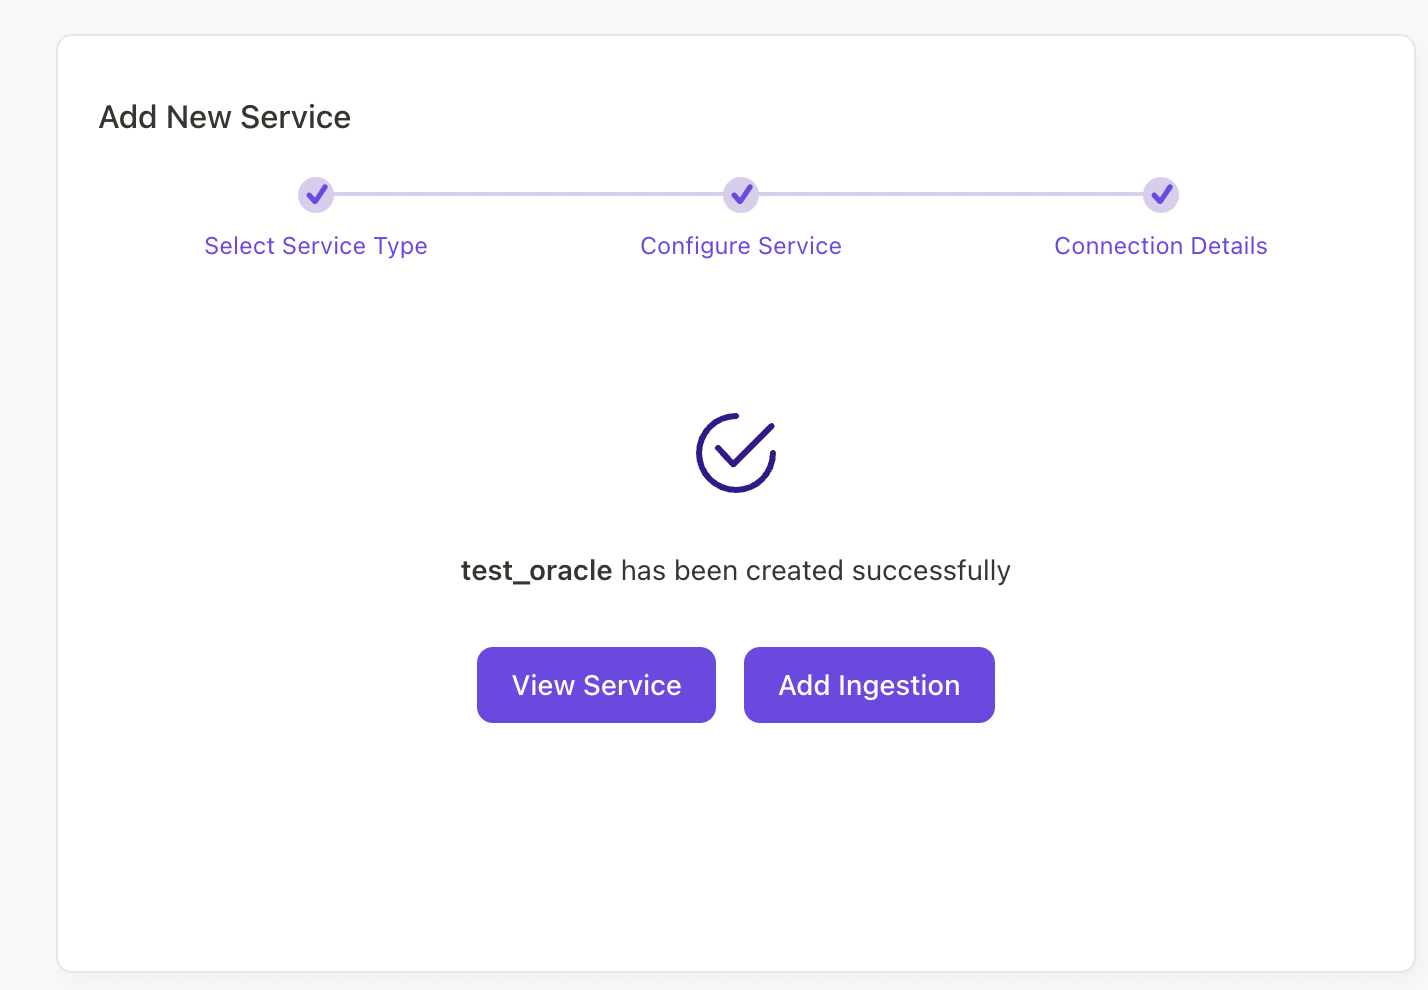 Add New Service
Select Service Type
Configure Service
Connection Details
test_oracle has been created successfully
View Service
Add Ingestion